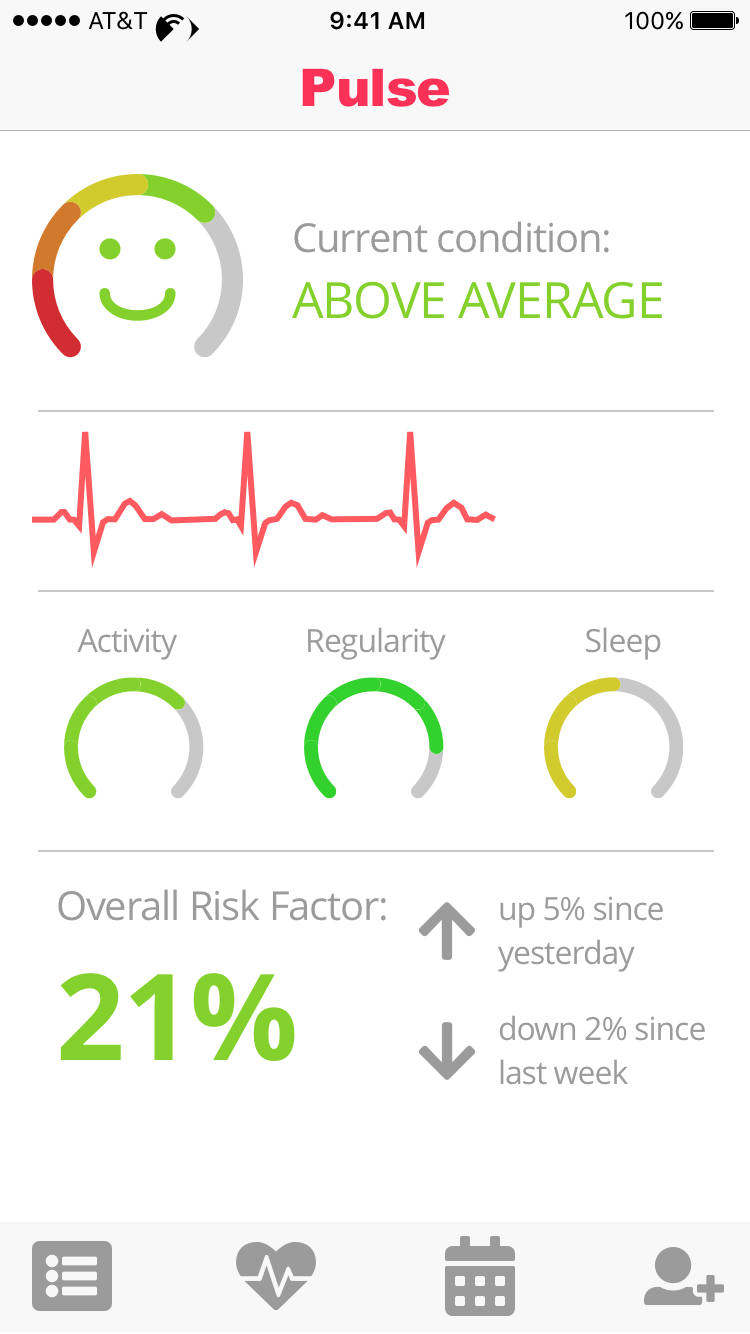 AT&T 9:41 AM 100%
Pulse
Current condition:
ABOVE AVERAGE
Activity Regularity Sleep
Overall Risk Factor:
21%
up 5% since
yesterday
down 2% since
last week